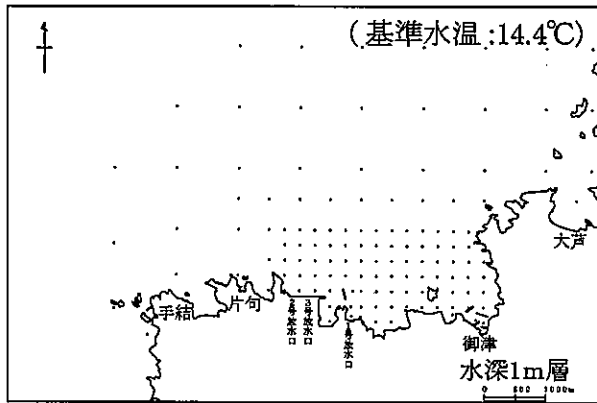 (基準水温:14.4℃)
大芦
手結
片句
2号放水口
3号放水口
1号放水口
御津
水深1m層
0 500 1000m